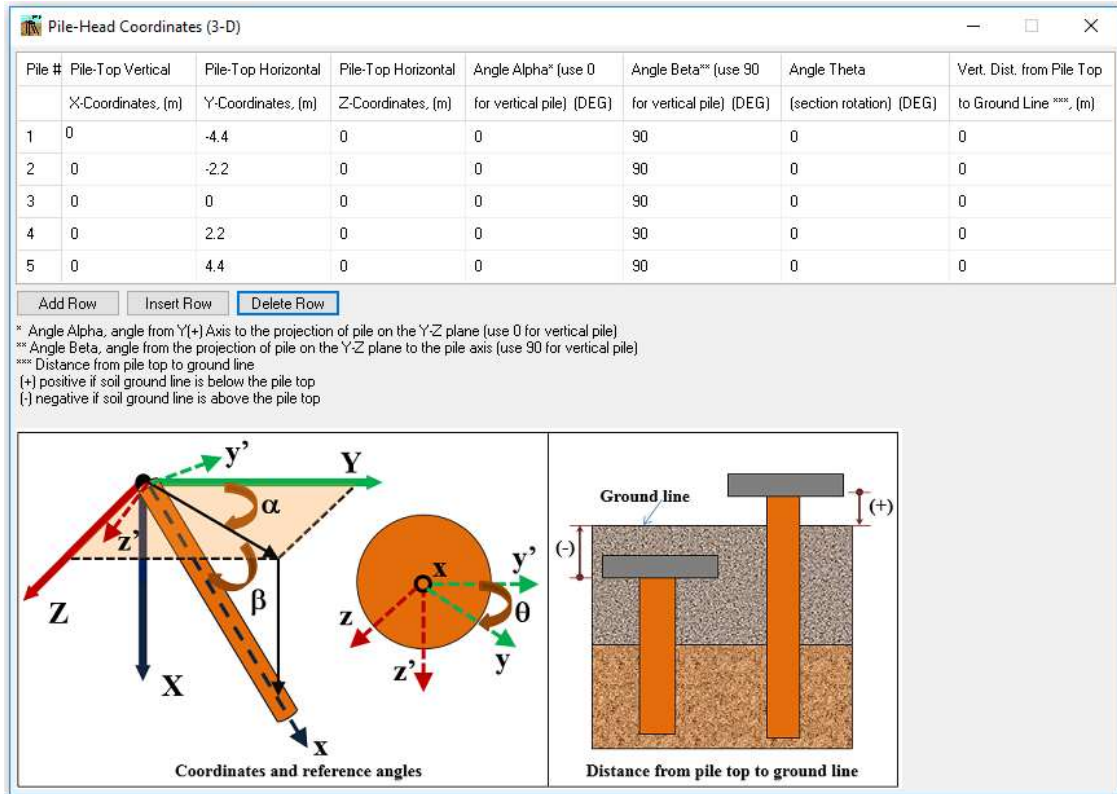 Pile-Head Coordinates (3-D)
Pile # Pile-Top Vertical Pile-Top Horizontal Pile-Top Horizontal Angle Alpha* (use 0 Angle Beta** (use 90 Angle Theta Vert. Dist. from Pile Top
X-Coordinates, (m) Y-Coordinates, (m) Z-Coordinates, (m) for vertical pile) (DEG) for vertical pile) (DEG) (section rotation) (DEG) to Ground Line ***, (m)
1 0 -4.4 0 0 90 0 0
2 0 -2.2 0 0 90 0 0
3 0 0 0 0 90 0 0
4 0 2.2 0 0 90 0 0
5 0 4.4 0 0 90 0 0
Add Row Insert Row Delete Row
* Angle Alpha, angle from Y(+) Axis to the projection of pile on the Y-Z plane (use 0 for vertical pile)
** Angle Beta, angle from the projection of pile on the Y-Z plane to the pile axis (use 90 for vertical pile)
*** Distance from pile top to ground line
(+) positive if soil ground line is below the pile top
(-) negative if soil ground line is above the pile top
y'
Y
α
z'
Z
β
X
x
x
y'
θ
z
z'
y
Coordinates and reference angles
Ground line
(+)
(-)
Distance from pile top to ground line